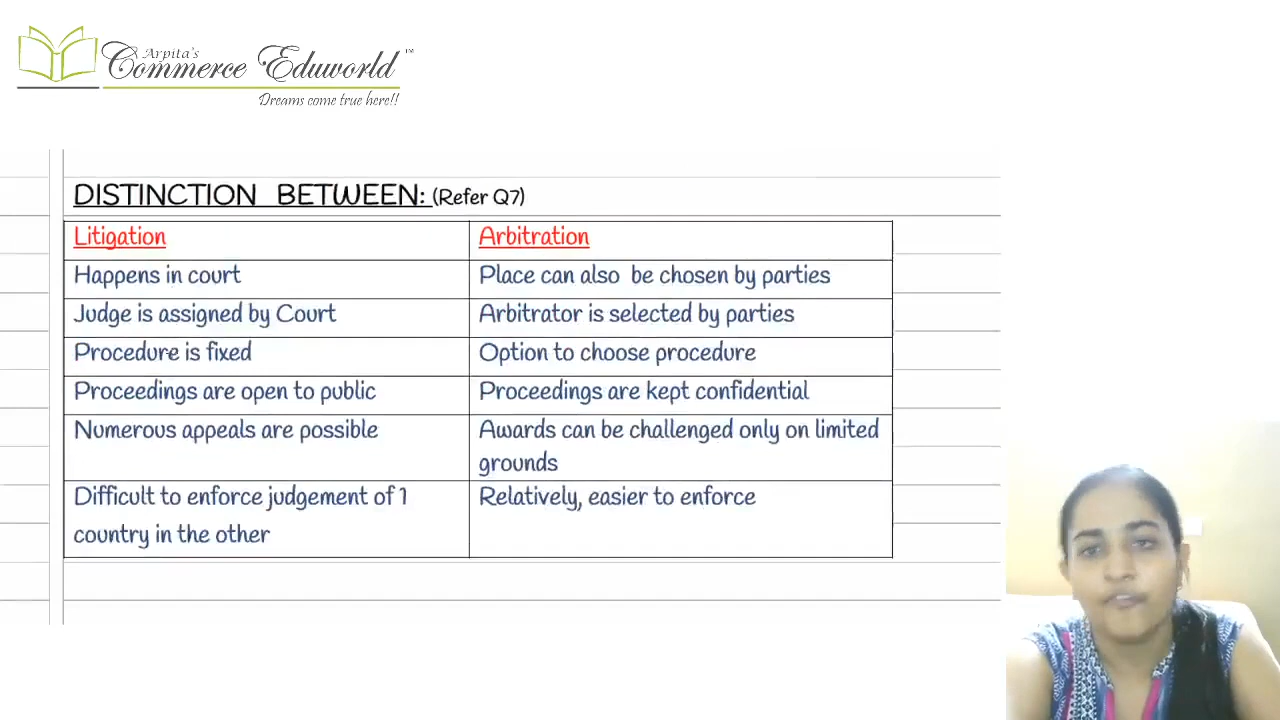 Arpita's
Commerce Eduworld™
Dreams come true here!!
DISTINCTION BETWEEN: (Refer Q7)
Litigation
Arbitration
Happens in court
Place can also be chosen by parties
Judge is assigned by Court
Arbitrator is selected by parties
Procedure is fixed
Option to choose procedure
Proceedings are open to public
Proceedings are kept confidential
Numerous appeals are possible
Awards can be challenged only on limited
grounds
Difficult to enforce judgement of 1
country in the other
Relatively, easier to enforce